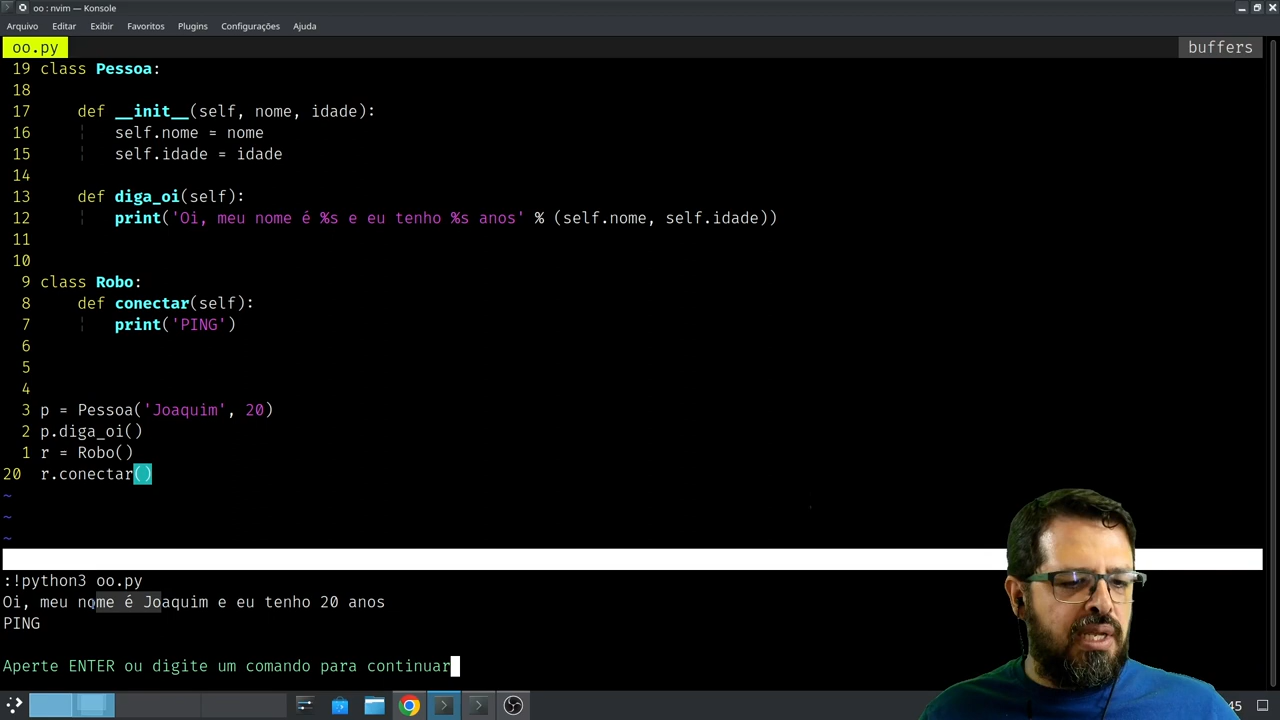 oo : nvim — Konsole
Arquivo Editar Exibir Favoritos Plugins Configurações Ajuda
oo.py buffers
19 class Pessoa:
18
17 def __init__(self, nome, idade):
16 self.nome = nome
15 self.idade = idade
14
13 def diga_oi(self):
12 print('Oi, meu nome é %s e eu tenho %s anos' % (self.nome, self.idade))
11
10
9 class Robo:
8 def conectar(self):
7 print('PING')
6
5
4
3 p = Pessoa('Joaquim', 20)
2 p.diga_oi()
1 r = Robo()
20 r.conectar()
~
~
~
:!python3 oo.py
Oi, meu nome é Joaquim e eu tenho 20 anos
PING
Aperte ENTER ou digite um comando para continuar
45